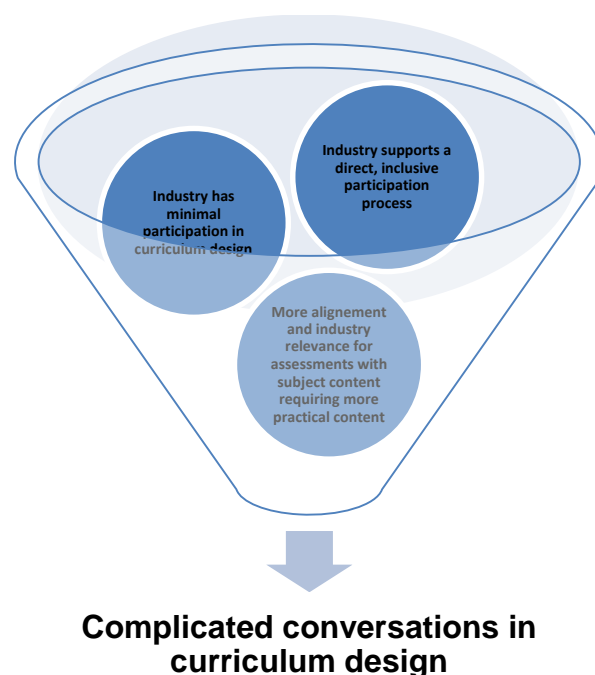 Industry supports a
direct, inclusive
participation
process
Industry has
minimal
participation in
curriculum design
More alignement
and industry
relevance for
assessments with
subject content
requiring more
practical content
Complicated conversations in
curriculum design